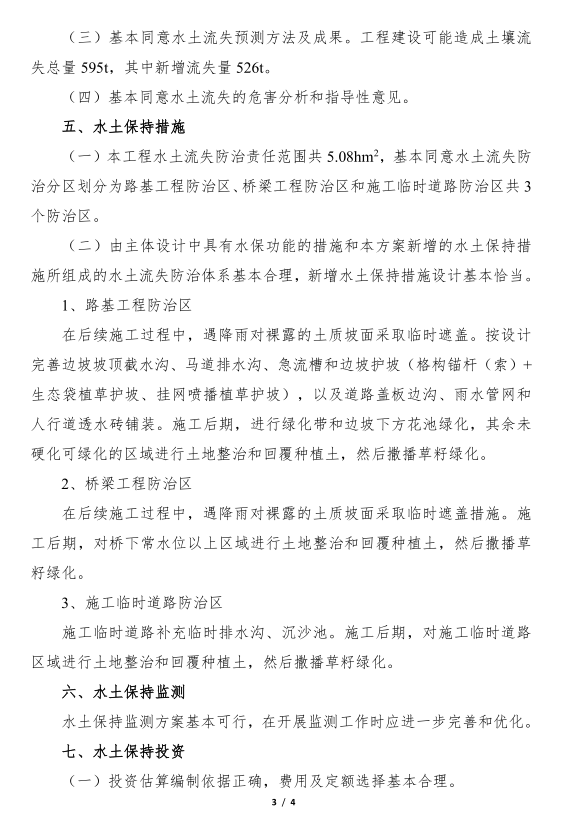 （三）基本同意水土流失预测方法及成果。工程建设可能造成土壤流
失总量 595t，其中新增流失量 526t。
（四）基本同意水土流失的危害分析和指导性意见。
五、水土保持措施
（一）本工程水土流失防治责任范围共 5.08hm²，基本同意水土流失防
治分区划分为路基工程防治区、桥梁工程防治区和施工临时道路防治区共 3
个防治区。
（二）由主体设计中具有水保功能的措施和本方案新增的水土保持措
施所组成的水土流失防治体系基本合理，新增水土保持措施设计基本恰当。
1、路基工程防治区
在后续施工过程中，遇降雨对裸露的土质坡面采取临时遮盖。按设计
完善边坡坡顶截水沟、马道排水沟、急流槽和边坡护坡（格构锚杆（索）+
生态袋植草护坡、挂网喷播植草护坡），以及道路盖板边沟、雨水管网和
人行道透水砖铺装。施工后期，进行绿化带和边坡下方花池绿化，其余未
硬化可绿化的区域进行土地整治和回覆种植土，然后撒播草籽绿化。
2、桥梁工程防治区
在后续施工过程中，遇降雨对裸露的土质坡面采取临时遮盖措施。施
工后期，对桥下常水位以上区域进行土地整治和回覆种植土，然后撒播草
籽绿化。
3、施工临时道路防治区
施工临时道路补充临时排水沟、沉沙池。施工后期，对施工临时道路
区域进行土地整治和回覆种植土，然后撒播草籽绿化。
六、水土保持监测
水土保持监测方案基本可行，在开展监测工作时应进一步完善和优化。
七、水土保持投资
（一）投资估算编制依据正确，费用及定额选择基本合理。
3 / 4